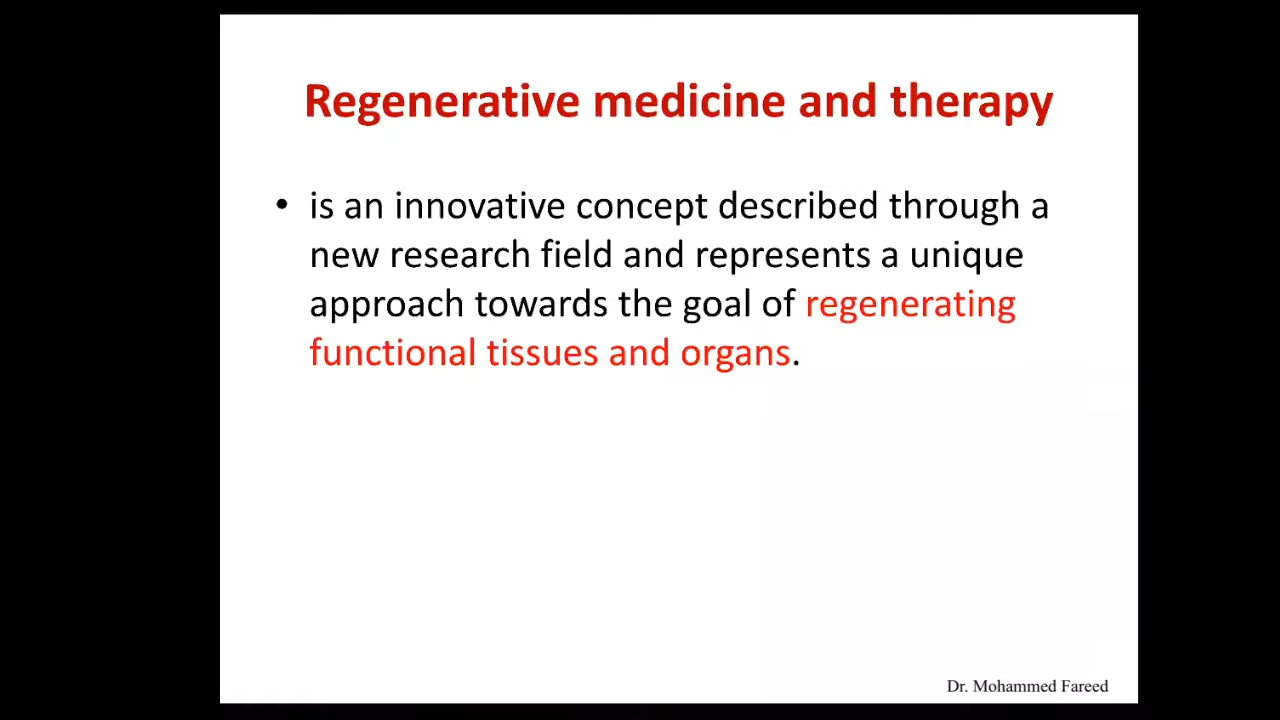 Regenerative medicine and therapy
• is an innovative concept described through a
new research field and represents a unique
approach towards the goal of regenerating
functional tissues and organs.
Dr. Mohammed Fareed